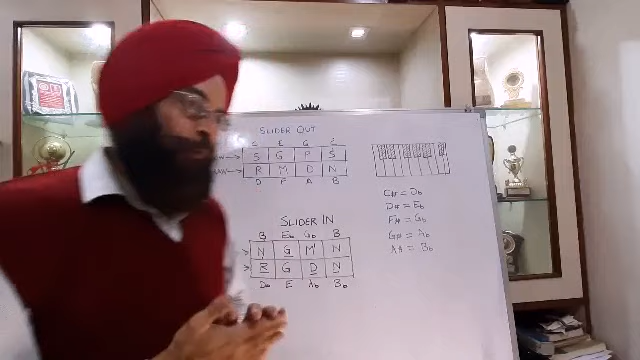 SLIDER OUT
C E G C
S G P S
R M D N
D F A B
C# = Db
D# = Eb
F# = Gb
G# = Ab
A# = Bb
SLIDER IN
B Eb Gb B
N G M' N
R G D N
Db E Ab Bb